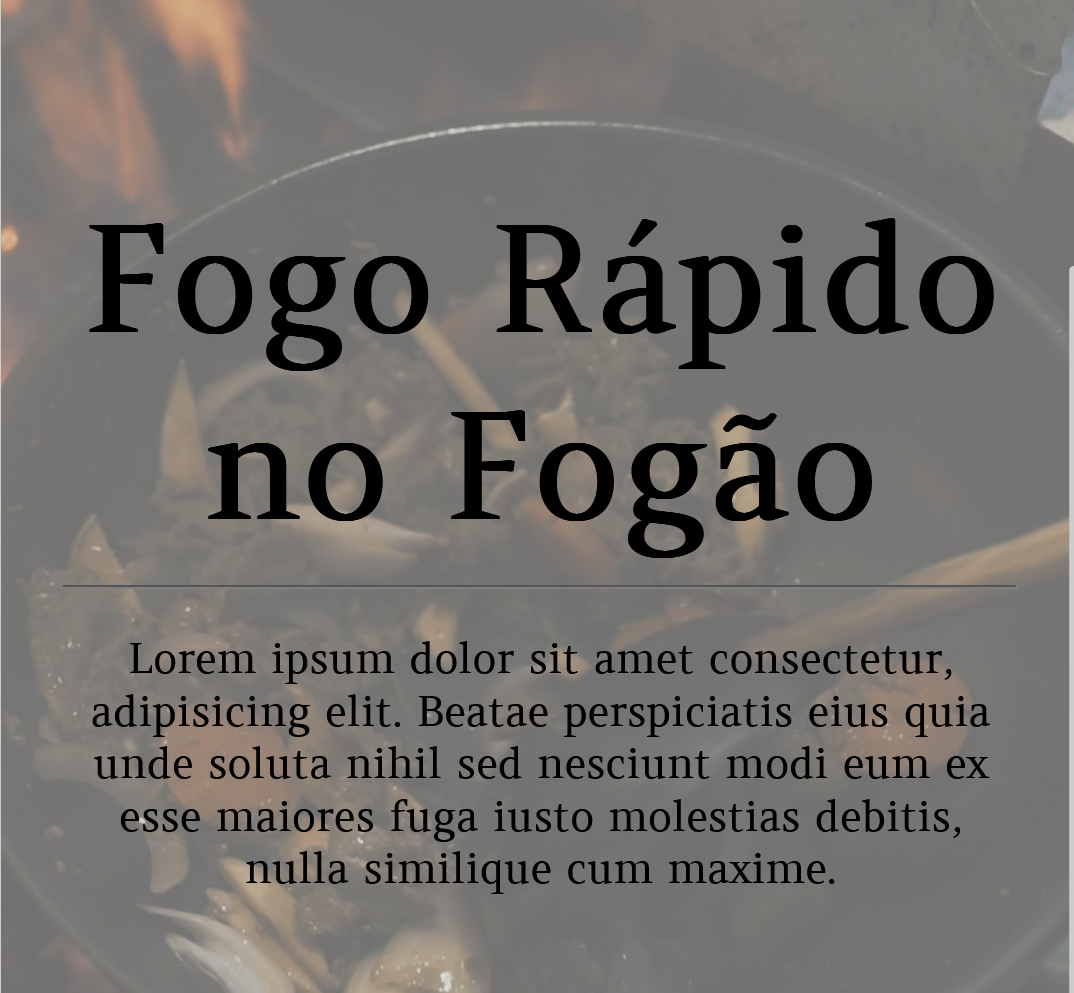 Fogo Rápido
no Fogão
Lorem ipsum dolor sit amet consectetur,
adipisicing elit. Beatae perspiciatis eius quia
unde soluta nihil sed nesciunt modi eum ex
esse maiores fuga iusto molestias debitis,
nulla similique cum maxime.